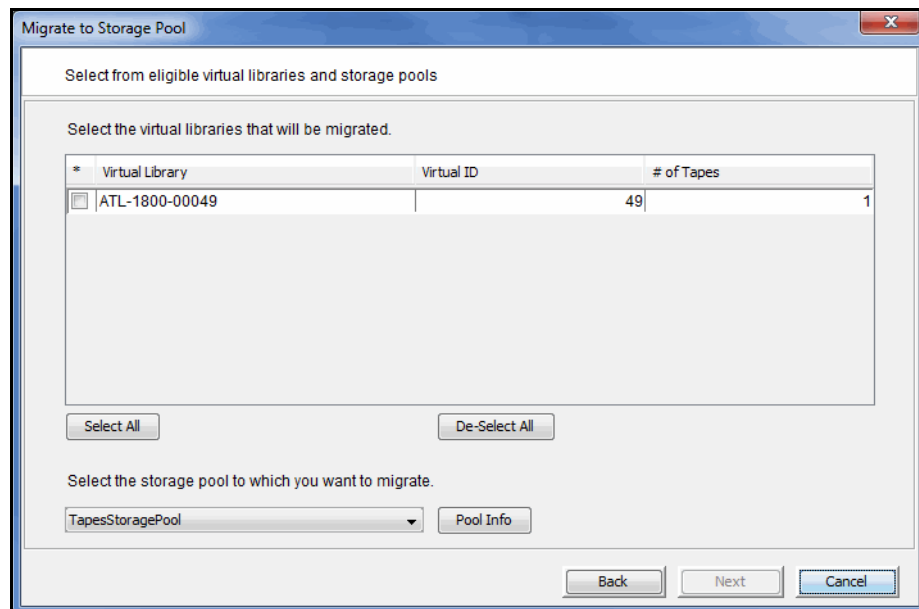 Migrate to Storage Pool
Select from eligible virtual libraries and storage pools
Select the virtual libraries that will be migrated.
* Virtual Library Virtual ID # of Tapes
ATL-1800-00049 49 1
Select All De-Select All
Select the storage pool to which you want to migrate.
TapesStoragePool Pool Info
Back Next Cancel